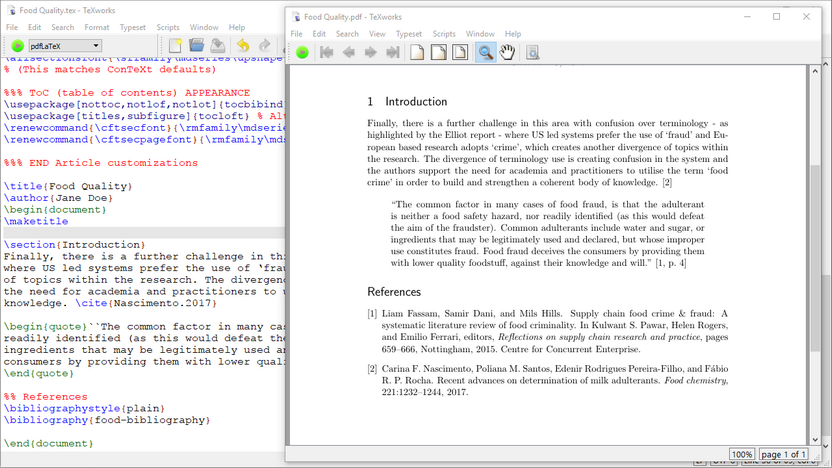 Food Quality.tex - TeXworks
File Edit Search Format Typeset Scripts Window Help
pdfLaTeX
% (This matches ConTeXt defaults)
%%% ToC (table of contents) APPEARANCE
\usepackage[nottoc,notlof,notlot]{tocbibind
\usepackage[titles,subfigure]{tocloft} % Alt
\renewcommand{\cftsecfont}{\rmfamily\mdserie
\renewcommand{\cftsecpagefont}{\rmfamily\mds
%%% END Article customizations
\title{Food Quality}
\author{Jane Doe}
\begin{document}
\maketitle
\section{Introduction}
Finally, there is a further challenge in thi
where US led systems prefer the use of ‘frau
of topics within the research. The divergenc
the need for academia and practitioners to u
knowledge. \cite{Nascimento.2017}
\begin{quote}``The common factor in many cas
readily identified (as this would defeat the
ingredients that may be legitimately used an
consumers by providing them with lower quali
\end{quote}
%% References
\bibliographystyle{plain}
\bibliography{food-bibliography}
\end{document}
Food Quality.pdf - TeXworks
File Edit Search View Typeset Scripts Window Help
1 Introduction
Finally, there is a further challenge in this area with confusion over terminology - as
highlighted by the Elliot report - where US led systems prefer the use of ‘fraud’ and Eu-
ropean based research adopts ‘crime’, which creates another divergence of topics within
the research. The divergence of terminology use is creating confusion in the system and
the authors support the need for academia and practitioners to utilise the term ‘food
crime’ in order to build and strengthen a coherent body of knowledge. [2]
“The common factor in many cases of food fraud, is that the adulterant
is neither a food safety hazard, nor readily identified (as this would defeat
the aim of the fraudster). Common adulterants include water and sugar, or
ingredients that may be legitimately used and declared, but whose improper
use constitutes fraud. Food fraud deceives the consumers by providing them
with lower quality foodstuff, against their knowledge and will.” [1, p. 4]
References
[1] Liam Fassam, Samir Dani, and Mils Hills. Supply chain food crime & fraud: A
systematic literature review of food criminality. In Kulwant S. Pawar, Helen Rogers,
and Emilio Ferrari, editors, Reflections on supply chain research and practice, pages
659–666, Nottingham, 2015. Centre for Concurrent Enterprise.
[2] Carina F. Nascimento, Poliana M. Santos, Edenir Rodrigues Pereira-Filho, and Fábio
R. P. Rocha. Recent advances on determination of milk adulterants. Food chemistry,
221:1232–1244, 2017.
100% page 1 of 1